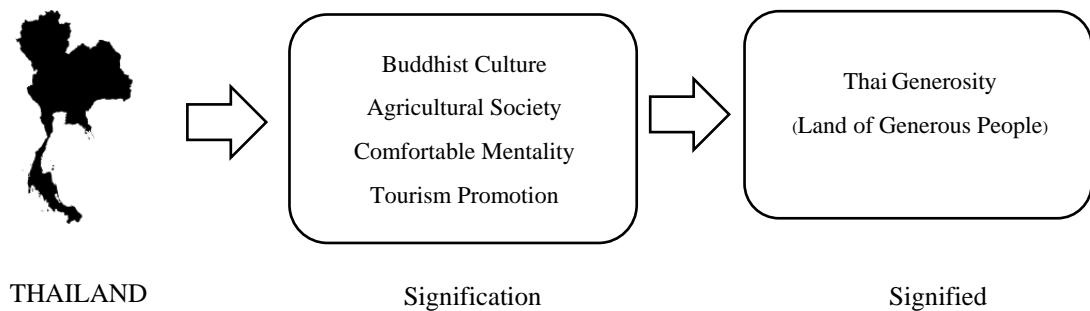 Buddhist Culture
Agricultural Society
Comfortable Mentality
Tourism Promotion
Thai Generosity
(Land of Generous People)
THAILAND
Signification
Signified